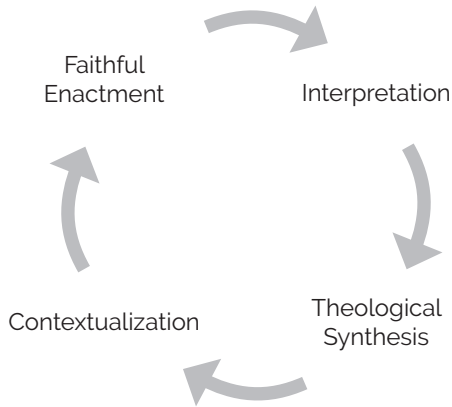 Faithful
Enactment
Interpretation
Theological
Synthesis
Contextualization